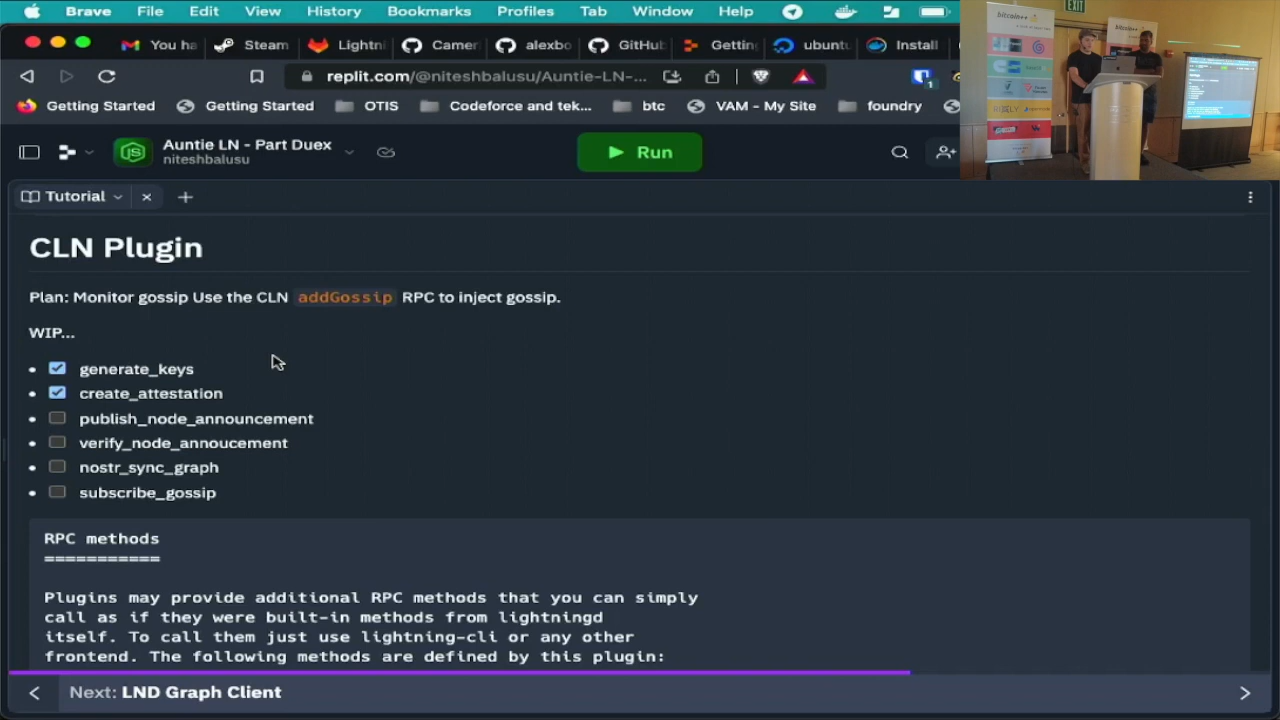 Brave File Edit View History Bookmarks Profiles Tab Window Help
You ha Steam Lightni Camer alexbo GitHub Getting ubuntu Install
replit.com/@niteshbalusu/Auntie-LN-... 1
Getting Started Getting Started OTIS Codeforce and tek... btc VAM - My Site foundry
Auntie LN - Part Duex
niteshbalusu
Run
Tutorial
CLN Plugin
Plan: Monitor gossip Use the CLN addGossip RPC to inject gossip.
WIP...
generate_keys
create_attestation
publish_node_announcement
verify_node_annoucement
nostr_sync_graph
subscribe_gossip
RPC methods
===========
Plugins may provide additional RPC methods that you can simply
call as if they were built-in methods from lightningd
itself. To call them just use lightning-cli or any other
frontend. The following methods are defined by this plugin:
Next: LND Graph Client
EXIT
bitcoin++
bitcoin++